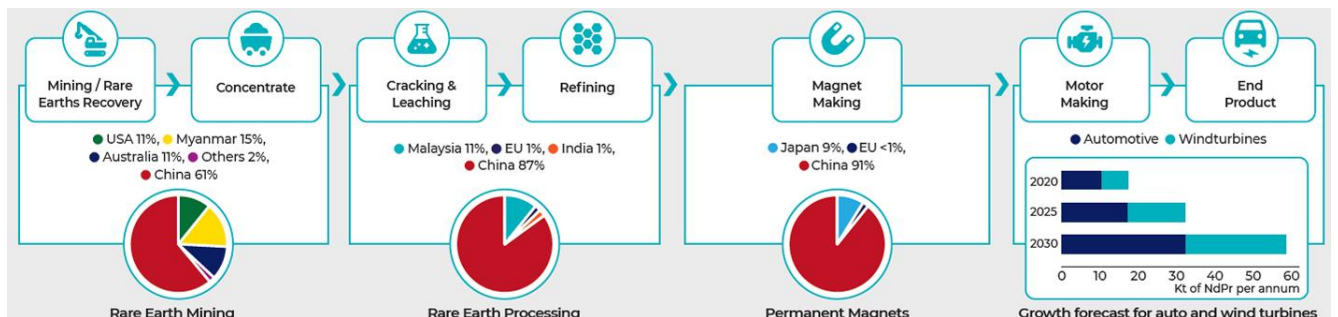 Mining / Rare
Earths Recovery
Concentrate
Cracking &
Leaching
Refining
Magnet
Making
Motor
Making
End
Product
USA 11%, Myanmar 15%,
Australia 11%, Others 2%,
China 61%
Rare Earth Mining
Malaysia 11%, EU 1%, India 1%,
China 87%
Rare Earth Processing
Japan 9%, EU <1%,
China 91%
Permanent Magnets
Automotive Windturbines
2020
2025
2030
0 10 20 30 40 50 60
Kt of NdPr per annum
Growth forecast for auto and wind turbines